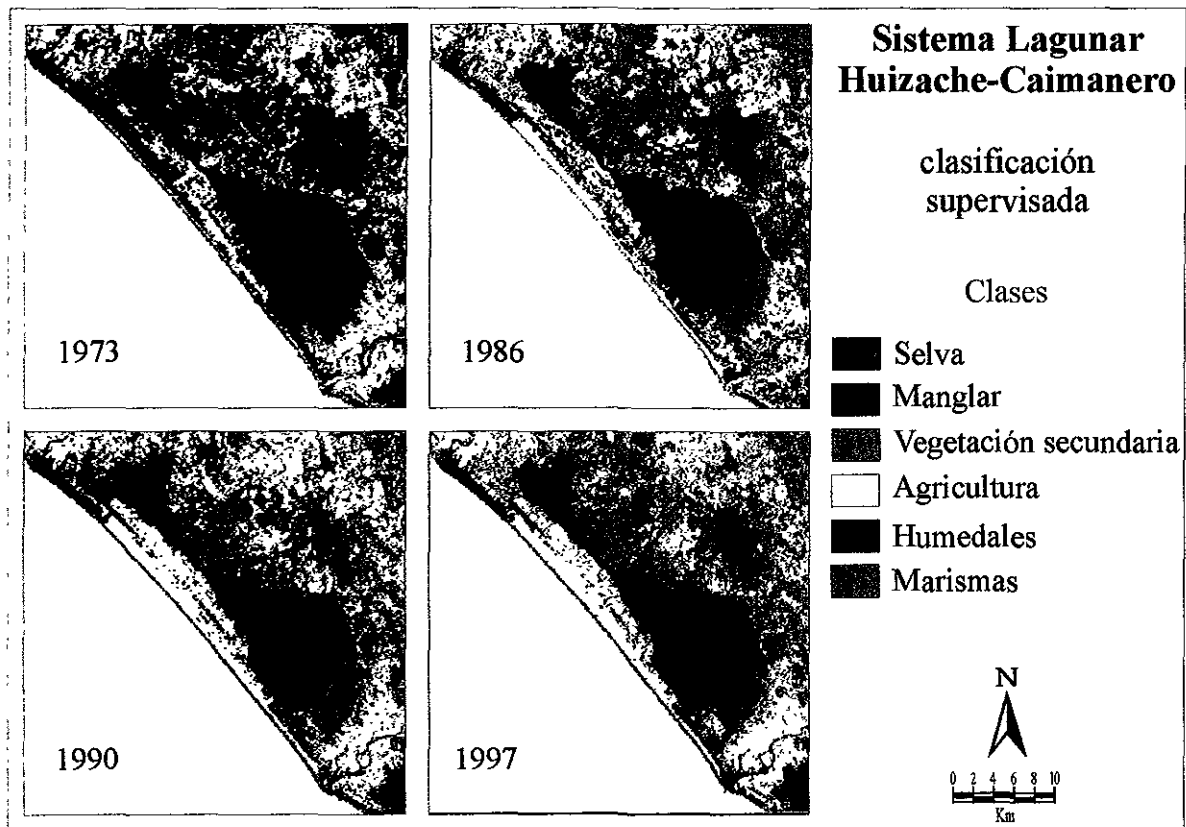 Sistema Lagunar
Huizache-Caimanero
clasificación
supervisada
Clases
Selva
Manglar
Vegetación secundaria
Agricultura
Humedales
Marismas
1973
1986
1990
1997
N
0 2 4 6 8 10
Km